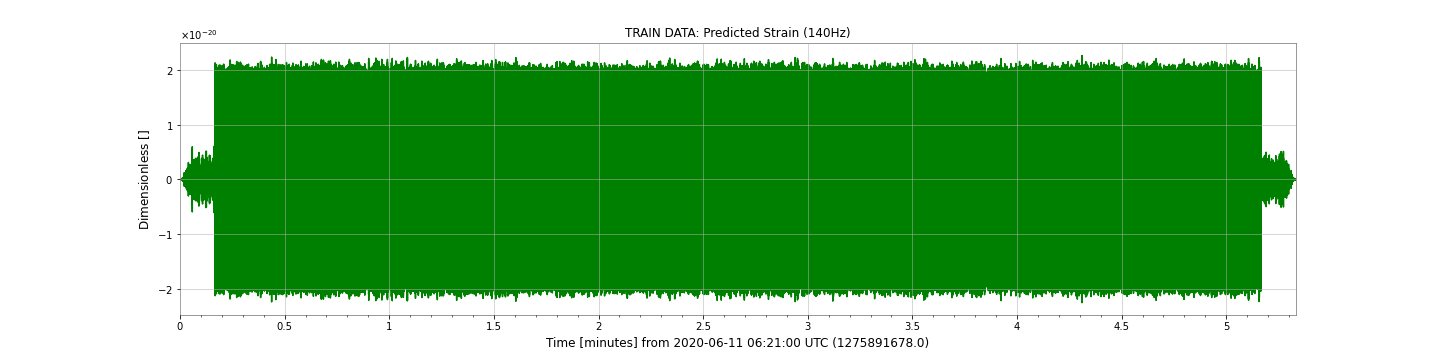 TRAIN DATA: Predicted Strain (140Hz)
×10⁻²⁰
2
1
0
−1
−2
Dimensionless []
0 0.5 1 1.5 2 2.5 3 3.5 4 4.5 5
Time [minutes] from 2020-06-11 06:21:00 UTC (1275891678.0)